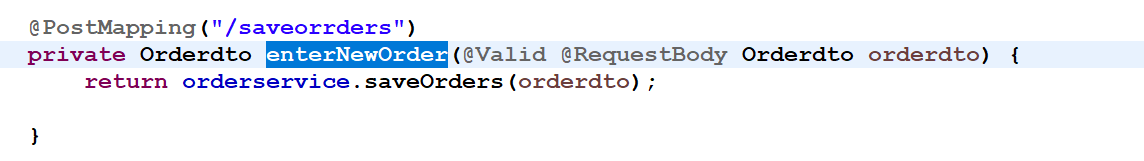 @PostMapping("/saveorrders")
private Orderdto enterNewOrder(@Valid @RequestBody Orderdto orderdto) {
return orderservice.saveOrders(orderdto);
}